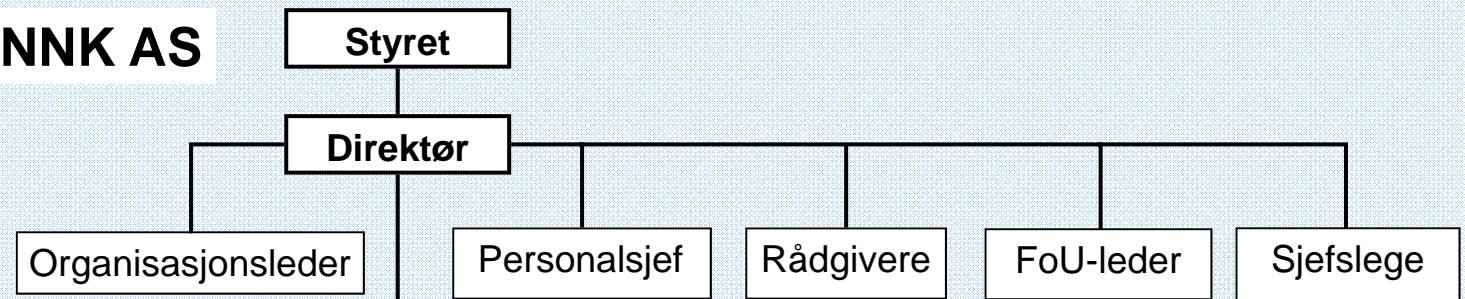 NNK AS
Styret
Direktør
Organisasjonsleder
Personalsjef
Rådgivere
FoU-leder
Sjefslege